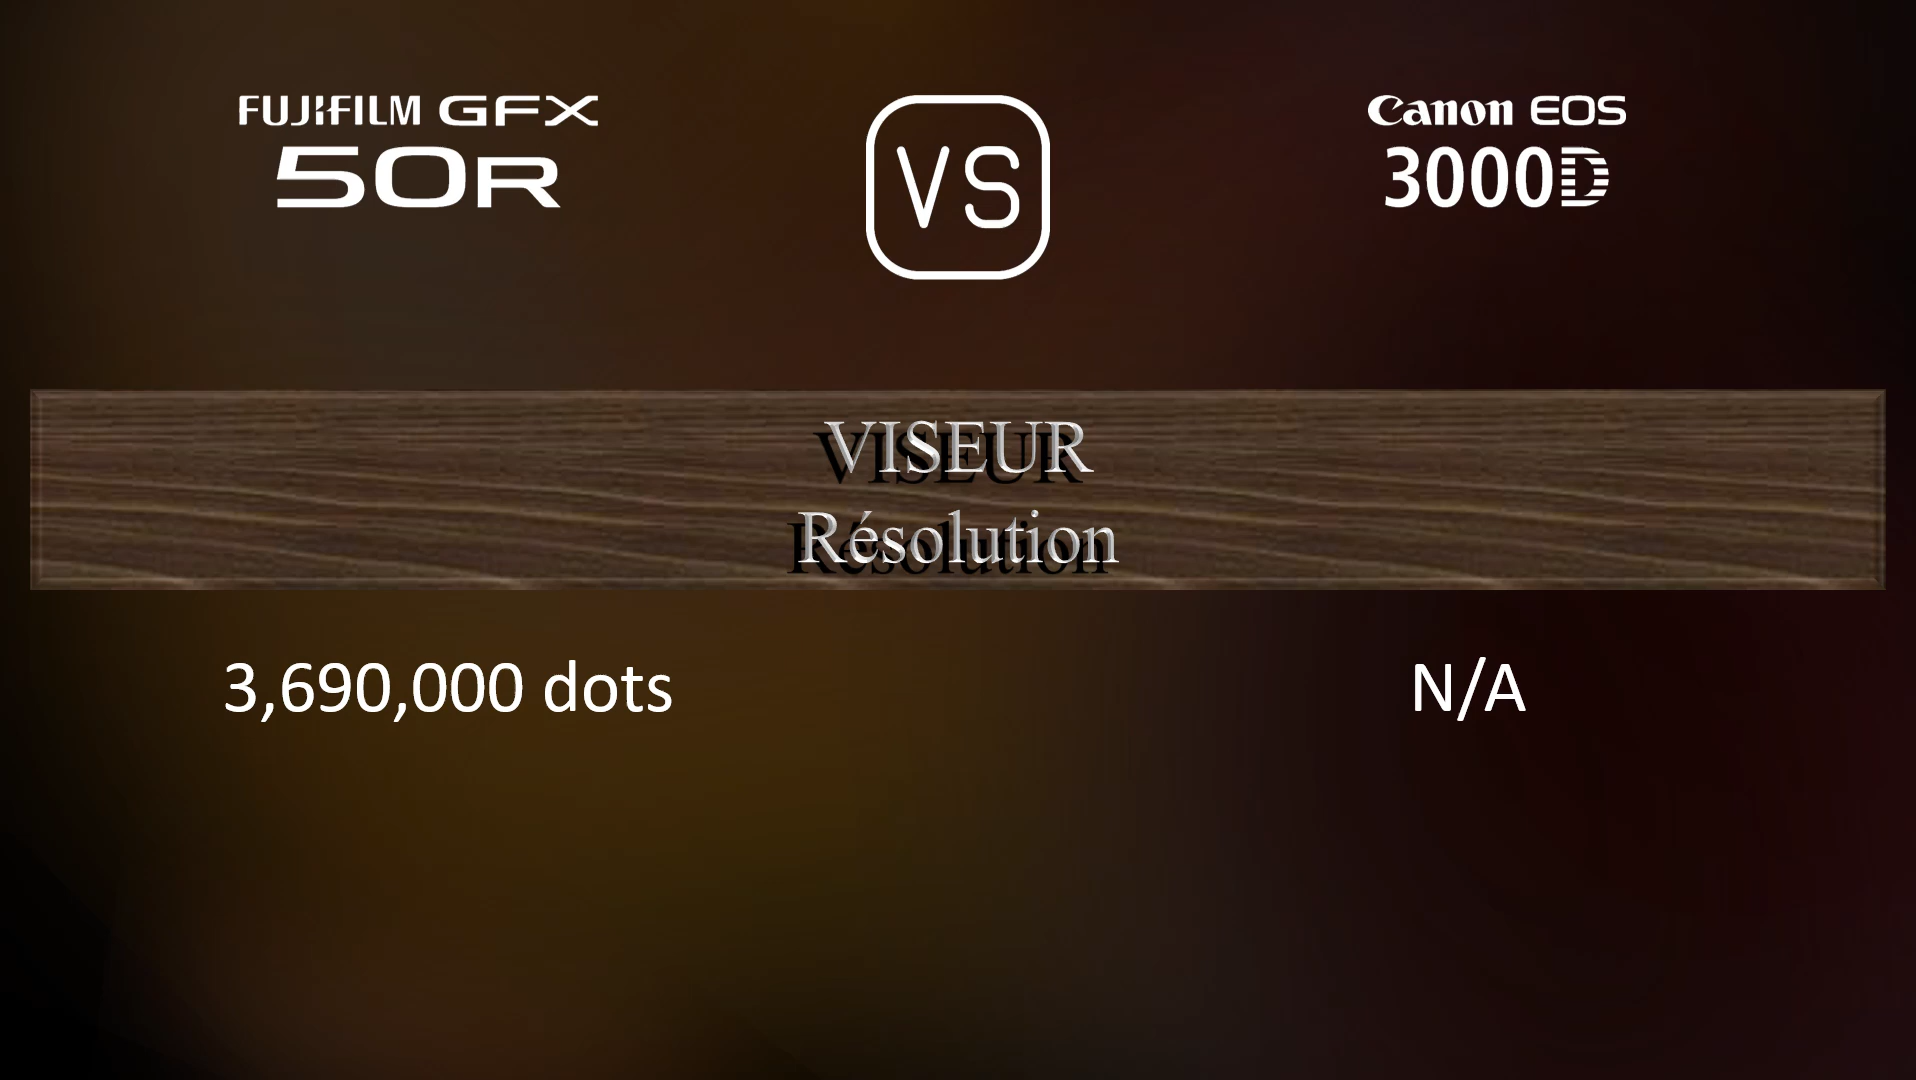 FUJIFILM GFX
50R
VS
Canon EOS
3000D
VISEUR
Résolution
3,690,000 dots
N/A